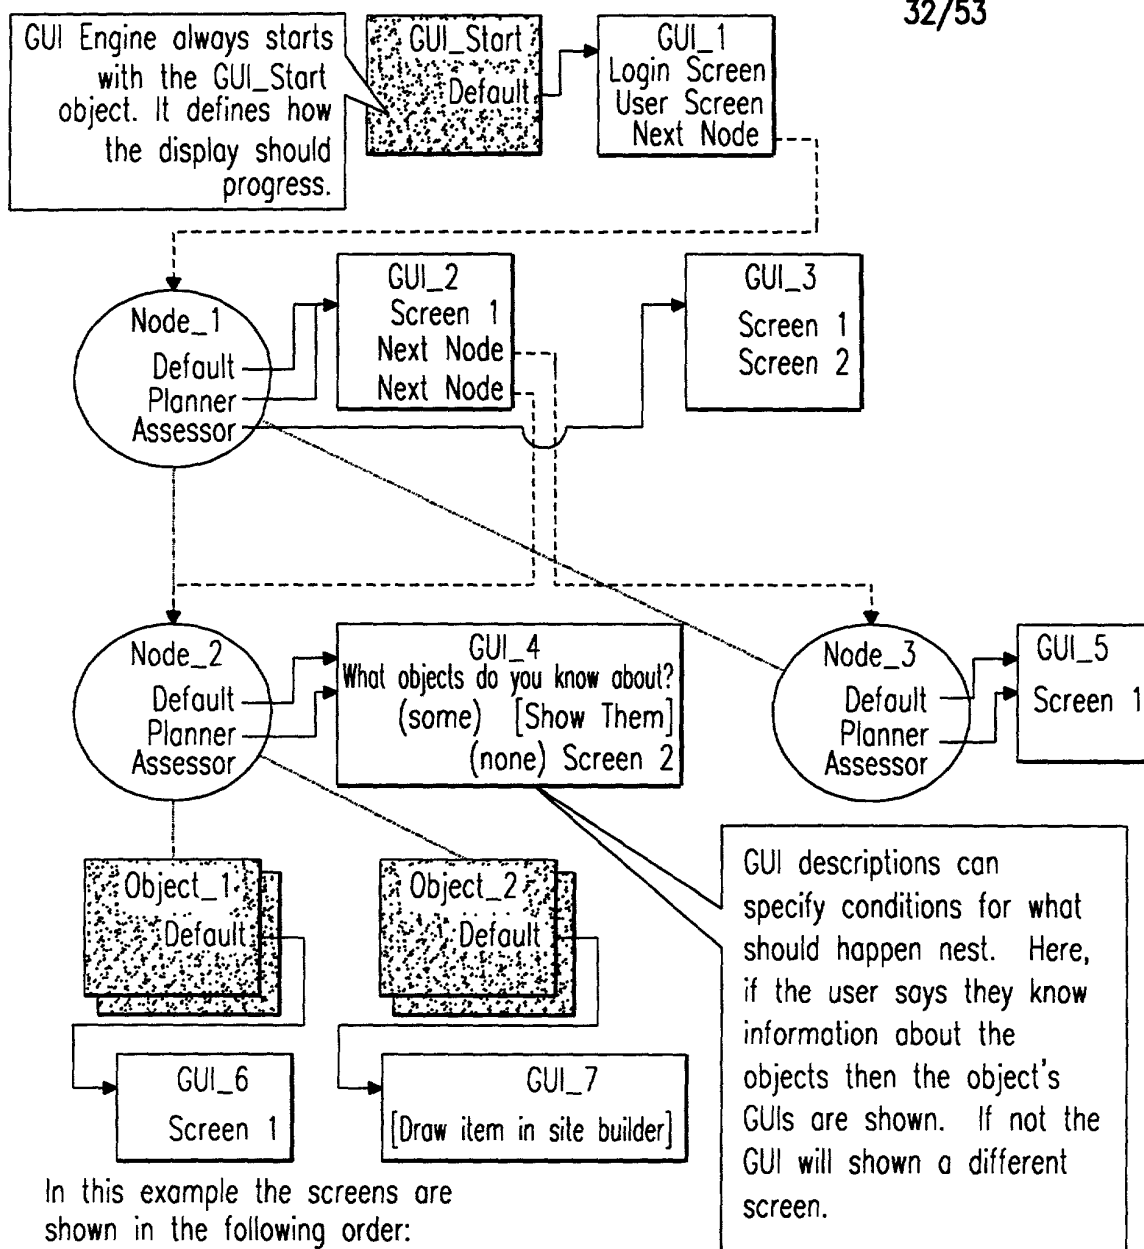 32/53
GUI Engine always starts
with the GUI_Start
object. It defines how
the display should
progress.
GUI_Start
Default
GUI_1
Login Screen
User Screen
Next Node
Node_1
Default
Planner
Assessor
GUI_2
Screen 1
Next Node
Next Node
GUI_3
Screen 1
Screen 2
Node_2
Default
Planner
Assessor
GUI_4
What objects do you know about?
(some) [Show Them]
(none) Screen 2
Node_3
Default
Planner
Assessor
GUI_5
Screen 1
Object_1
Default
Object_2
Default
GUI_6
Screen 1
GUI_7
[Draw item in site builder]
GUI descriptions can
specify conditions for what
should happen nest. Here,
if the user says they know
information about the
objects then the object's
GUIs are shown. If not the
GUI will shown a different
screen.
In this example the screens are
shown in the following order: